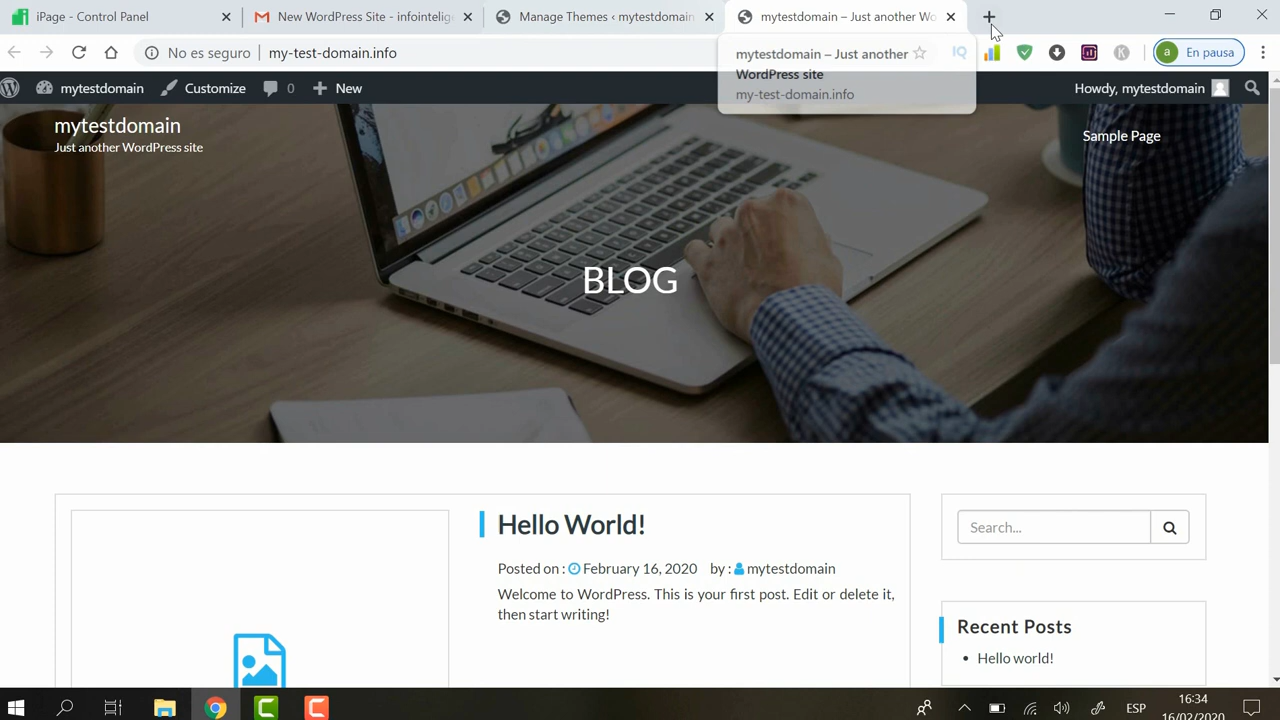 iPage - Control Panel
New WordPress Site - infointelige
Manage Themes ‹ mytestdomain
mytestdomain – Just another Wo
No es seguro
my-test-domain.info
mytestdomain – Just another
WordPress site
my-test-domain.info
IQ
K
a
En pausa
mytestdomain
Customize
0
New
Howdy, mytestdomain
mytestdomain
Just another WordPress site
Sample Page
BLOG
Hello World!
Posted on : February 16, 2020 by : mytestdomain
Welcome to WordPress. This is your first post. Edit or delete it,
then start writing!
Search...
Recent Posts
Hello world!
ESP
16:34
16/02/2020